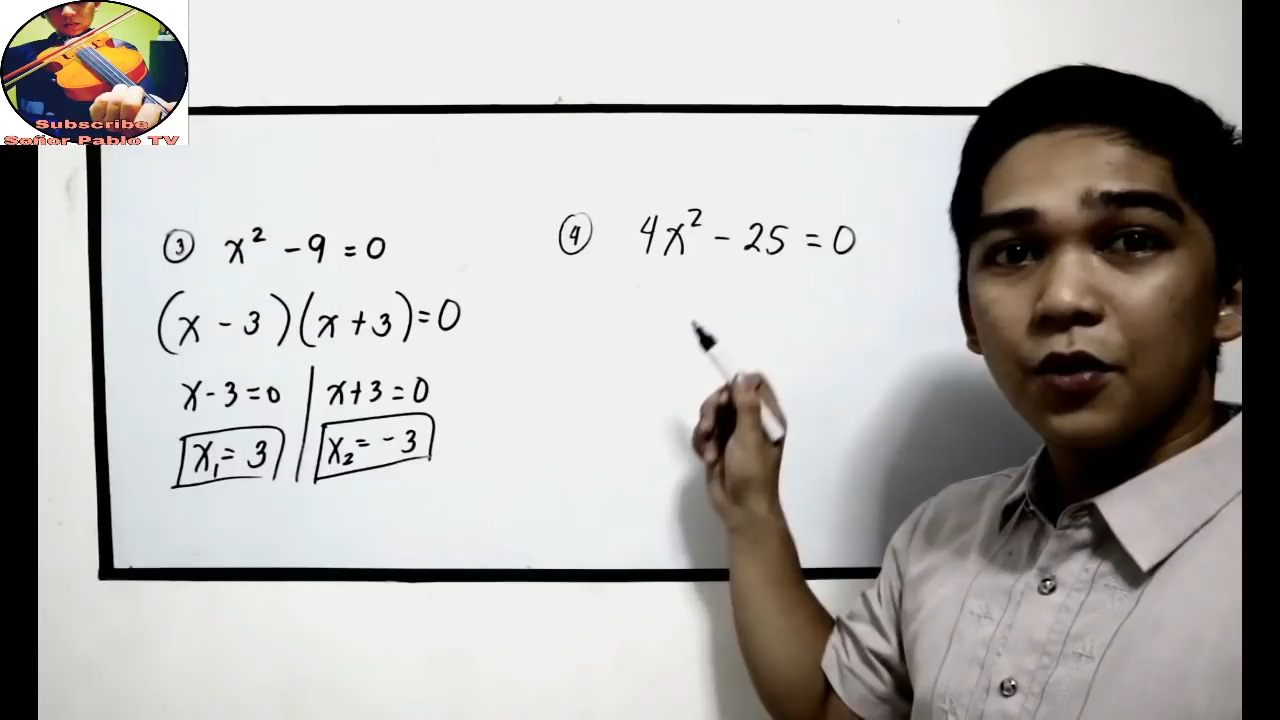 Subscribe
Señor Pablo TV
③ x² - 9 = 0
(x - 3)(x + 3) = 0
x - 3 = 0 | x + 3 = 0
x₁ = 3 | x₂ = - 3
④ 4x² - 25 = 0